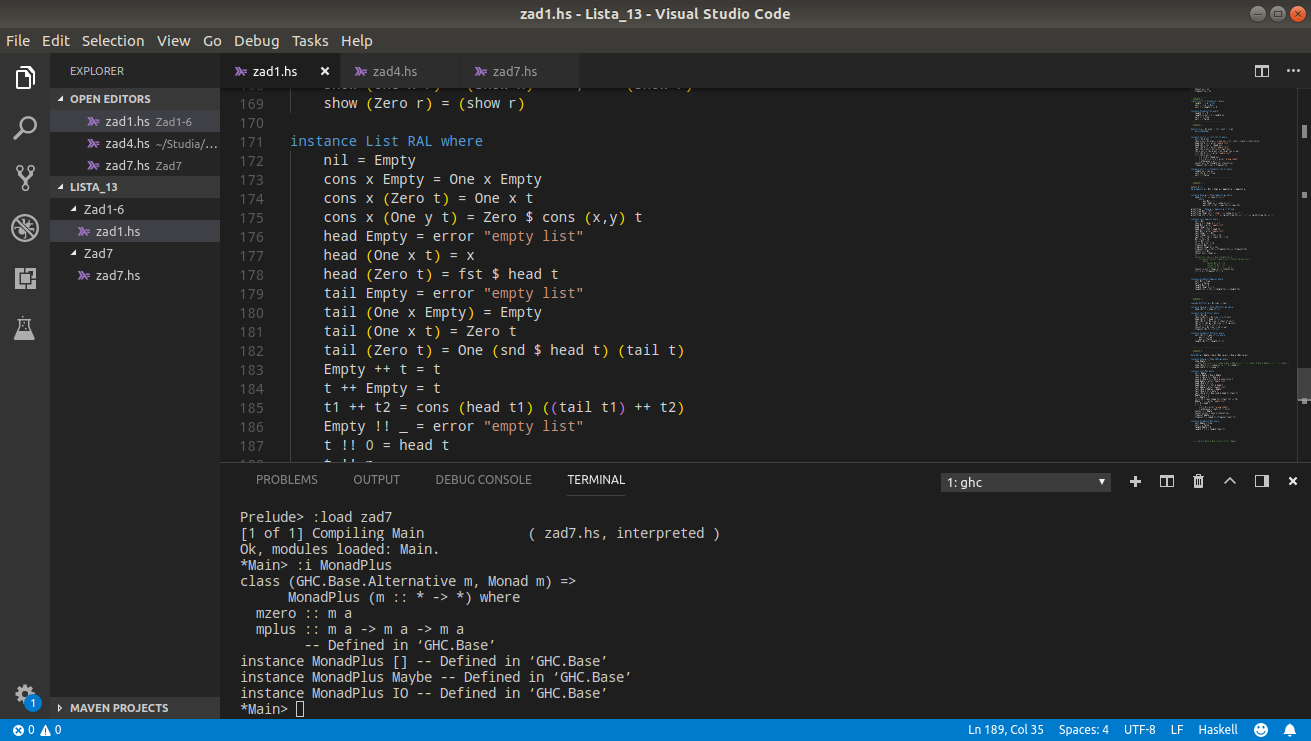 zad1.hs - Lista_13 - Visual Studio Code
File Edit Selection View Go Debug Tasks Help
EXPLORER
OPEN EDITORS
zad1.hs Zad1-6
zad4.hs ~/Studia/...
zad7.hs Zad7
LISTA_13
Zad1-6
zad1.hs
Zad7
zad7.hs
MAVEN PROJECTS
1
zad1.hs zad4.hs zad7.hs
169 show (Zero r) = (show r)
170
171 instance List RAL where
172 nil = Empty
173 cons x Empty = One x Empty
174 cons x (Zero t) = One x t
175 cons x (One y t) = Zero $ cons (x,y) t
176 head Empty = error "empty list"
177 head (One x t) = x
178 head (Zero t) = fst $ head t
179 tail Empty = error "empty list"
180 tail (One x Empty) = Empty
181 tail (One x t) = Zero t
182 tail (Zero t) = One (snd $ head t) (tail t)
183 Empty ++ t = t
184 t ++ Empty = t
185 t1 ++ t2 = cons (head t1) ((tail t1) ++ t2)
186 Empty !! _ = error "empty list"
187 t !! 0 = head t
PROBLEMS OUTPUT DEBUG CONSOLE TERMINAL
1: ghc
Prelude> :load zad7
[1 of 1] Compiling Main ( zad7.hs, interpreted )
Ok, modules loaded: Main.
*Main> :i MonadPlus
class (GHC.Base.Alternative m, Monad m) =>
MonadPlus (m :: * -> *) where
mzero :: m a
mplus :: m a -> m a -> m a
-- Defined in ‘GHC.Base’
instance MonadPlus [] -- Defined in ‘GHC.Base’
instance MonadPlus Maybe -- Defined in ‘GHC.Base’
instance MonadPlus IO -- Defined in ‘GHC.Base’
*Main>
0 0 Ln 189, Col 35 Spaces: 4 UTF-8 LF Haskell